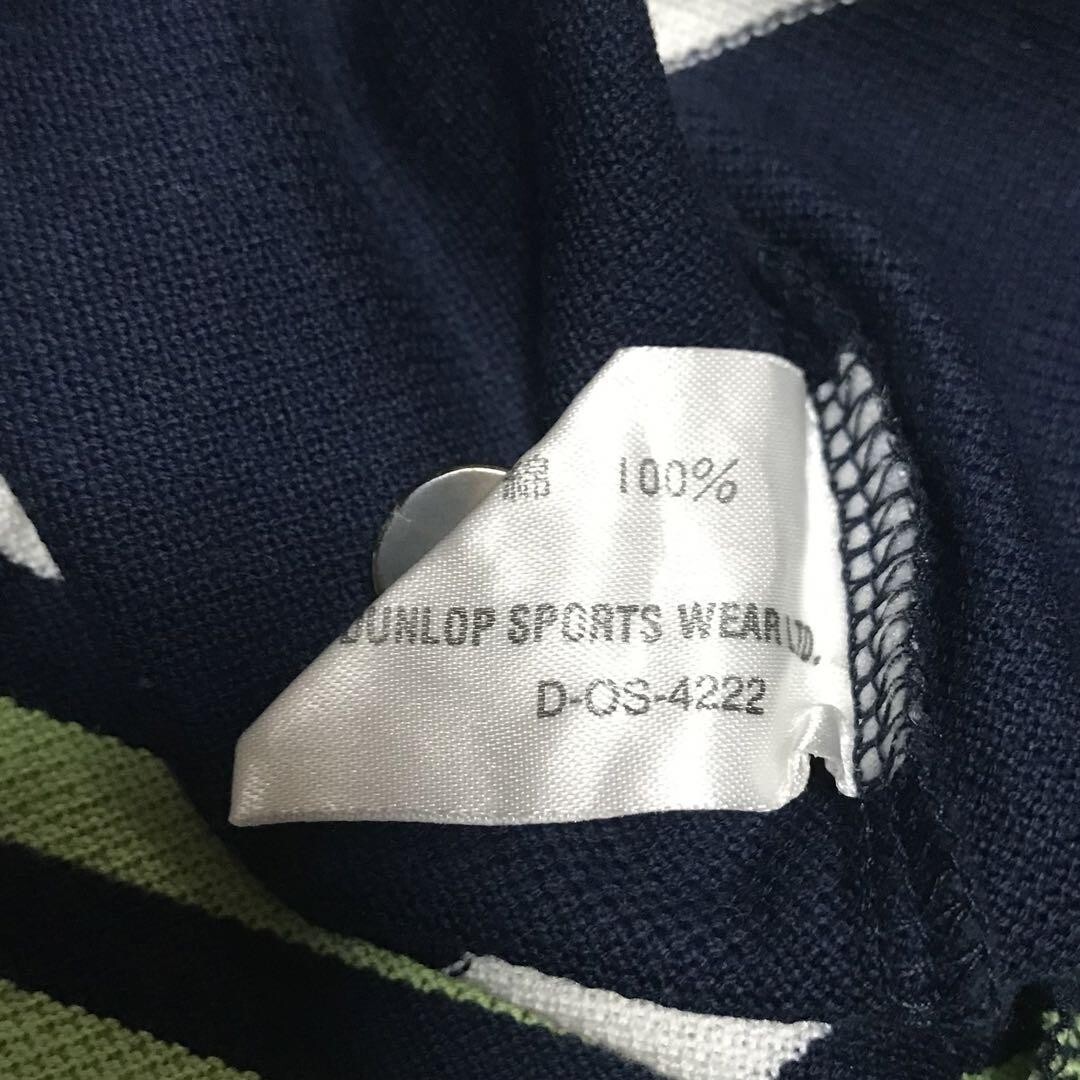 綿 100%
DUNLOP SPORTS WEAR LTD.
D-OS-4222